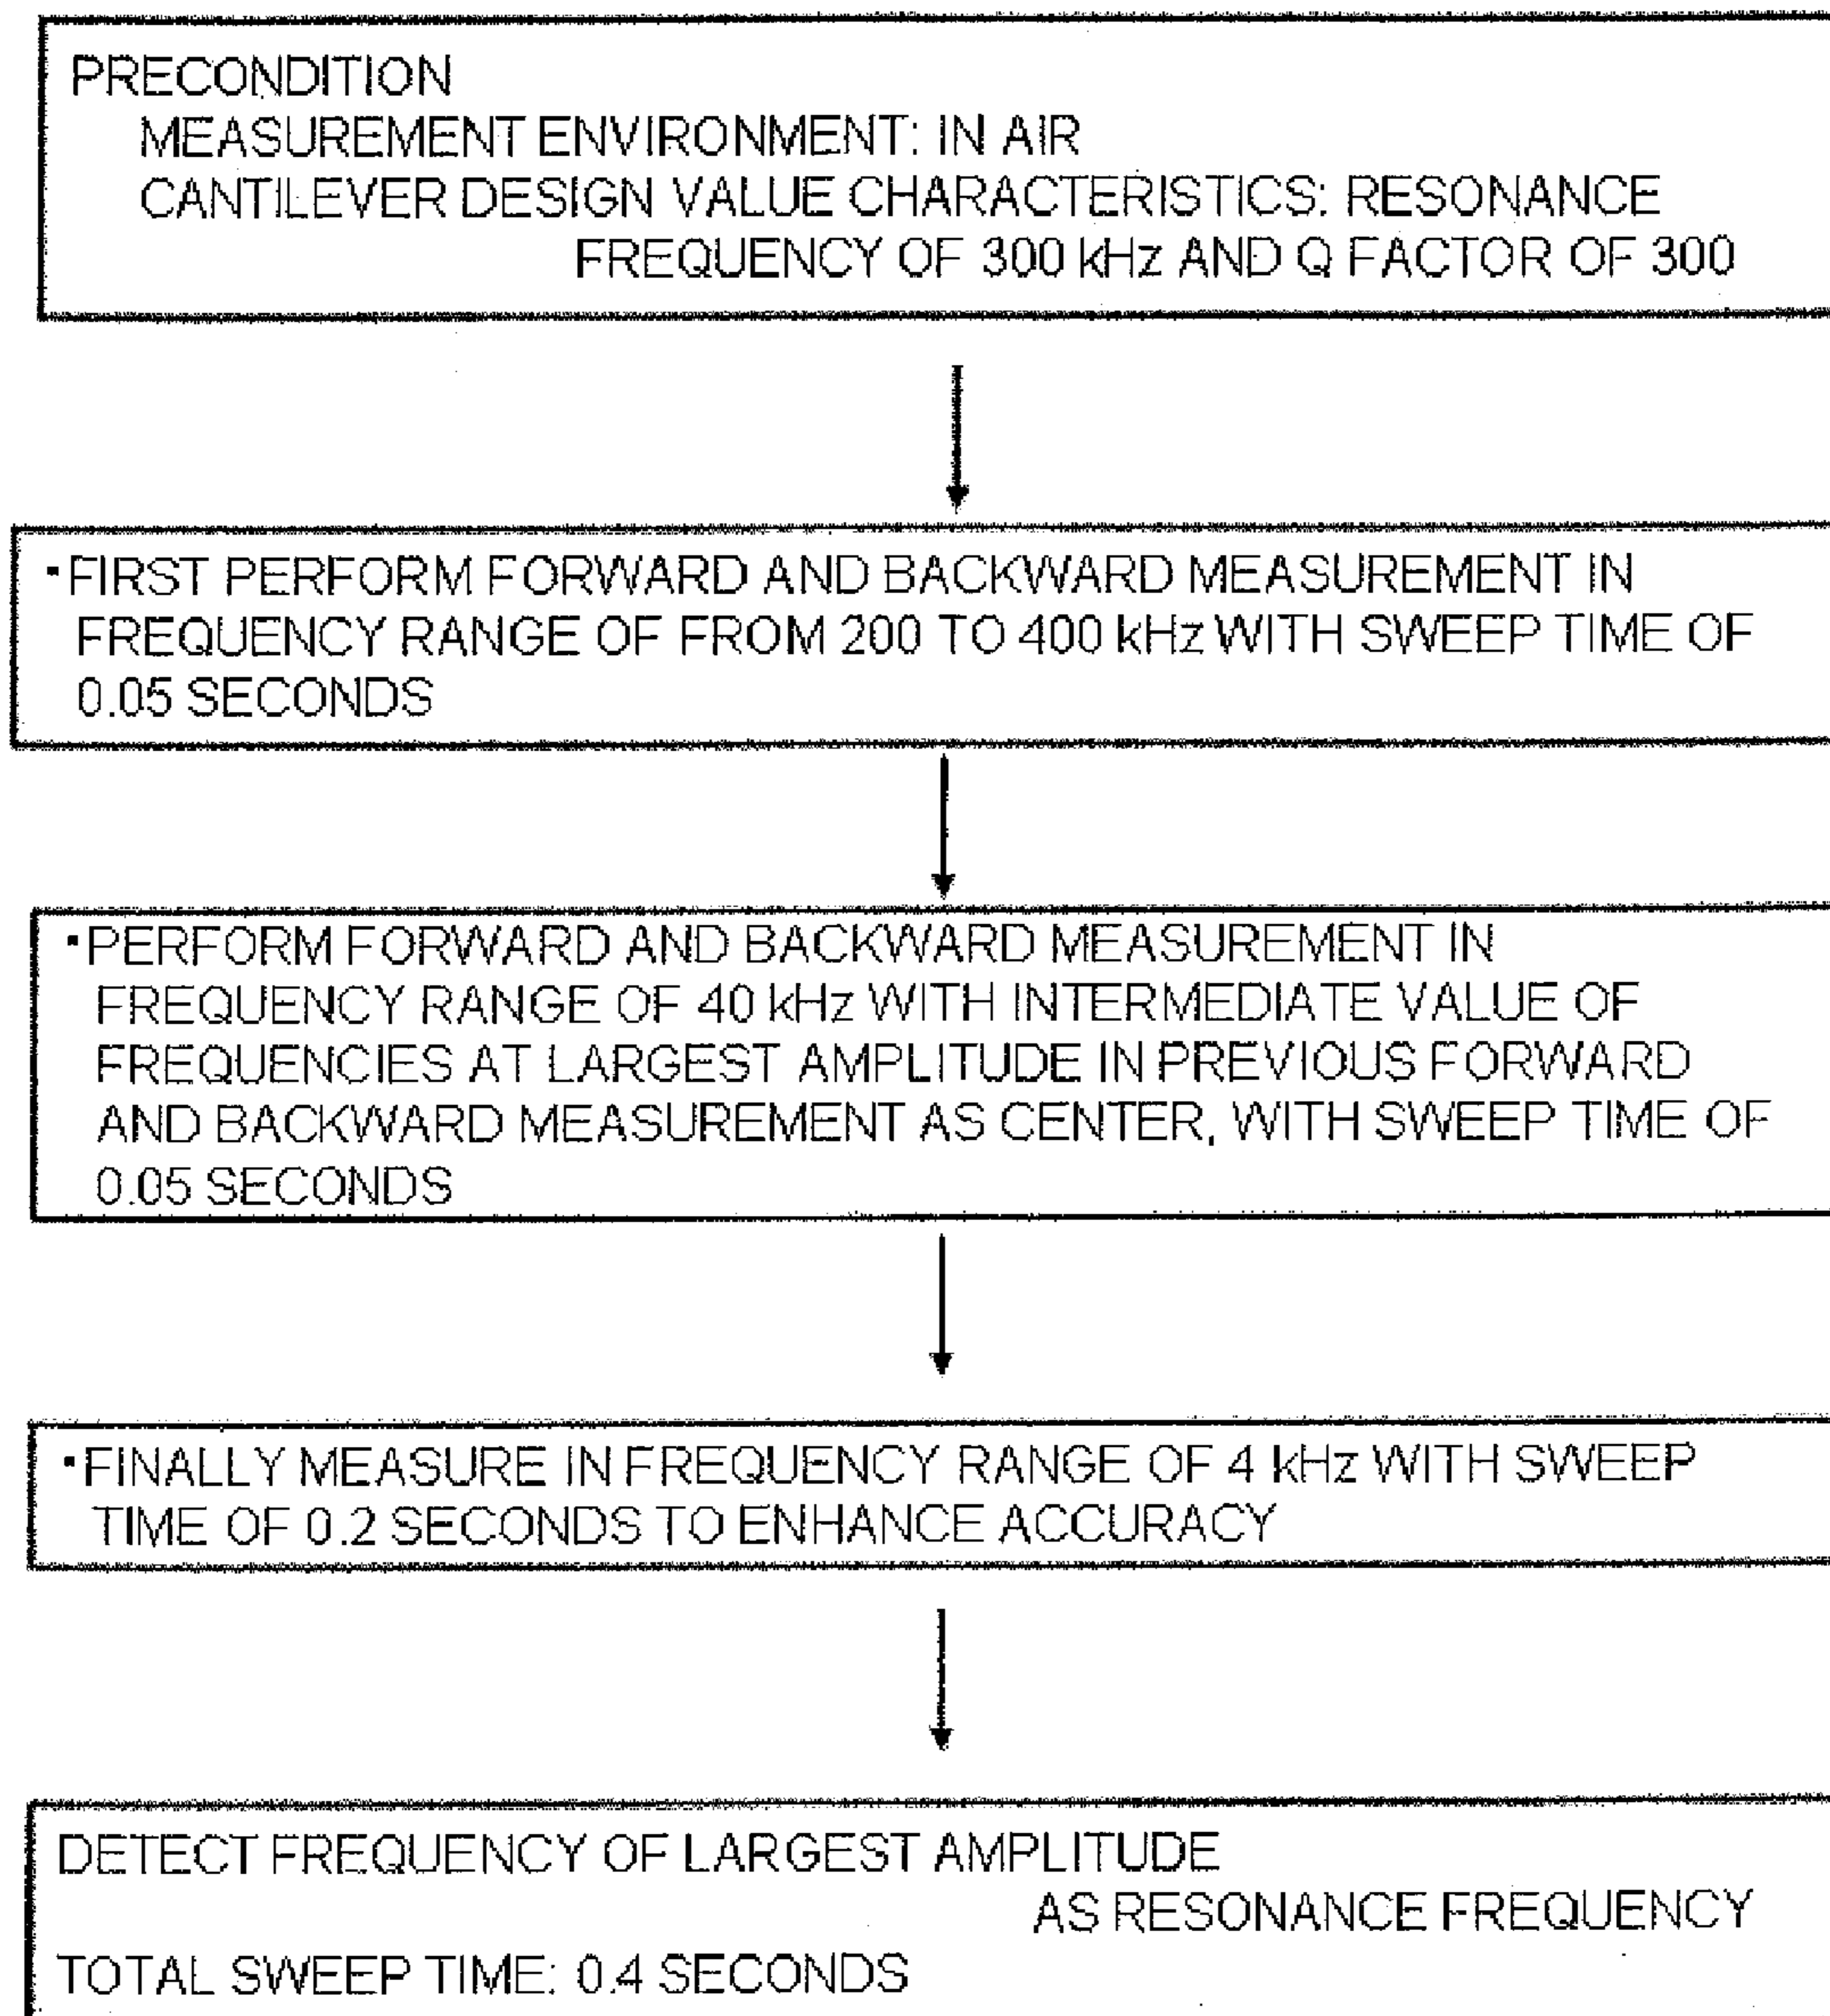 PRECONDITION
MEASUREMENT ENVIRONMENT: IN AIR
CANTILEVER DESIGN VALUE CHARACTERISTICS: RESONANCE
FREQUENCY OF 300 kHz AND Q FACTOR OF 300
▪FIRST PERFORM FORWARD AND BACKWARD MEASUREMENT IN
FREQUENCY RANGE OF FROM 200 TO 400 kHz WITH SWEEP TIME OF
0.05 SECONDS
▪PERFORM FORWARD AND BACKWARD MEASUREMENT IN
FREQUENCY RANGE OF 40 kHz WITH INTERMEDIATE VALUE OF
FREQUENCIES AT LARGEST AMPLITUDE IN PREVIOUS FORWARD
AND BACKWARD MEASUREMENT AS CENTER, WITH SWEEP TIME OF
0.05 SECONDS
▪FINALLY MEASURE IN FREQUENCY RANGE OF 4 kHz WITH SWEEP
TIME OF 0.2 SECONDS TO ENHANCE ACCURACY
DETECT FREQUENCY OF LARGEST AMPLITUDE
AS RESONANCE FREQUENCY
TOTAL SWEEP TIME: 0.4 SECONDS